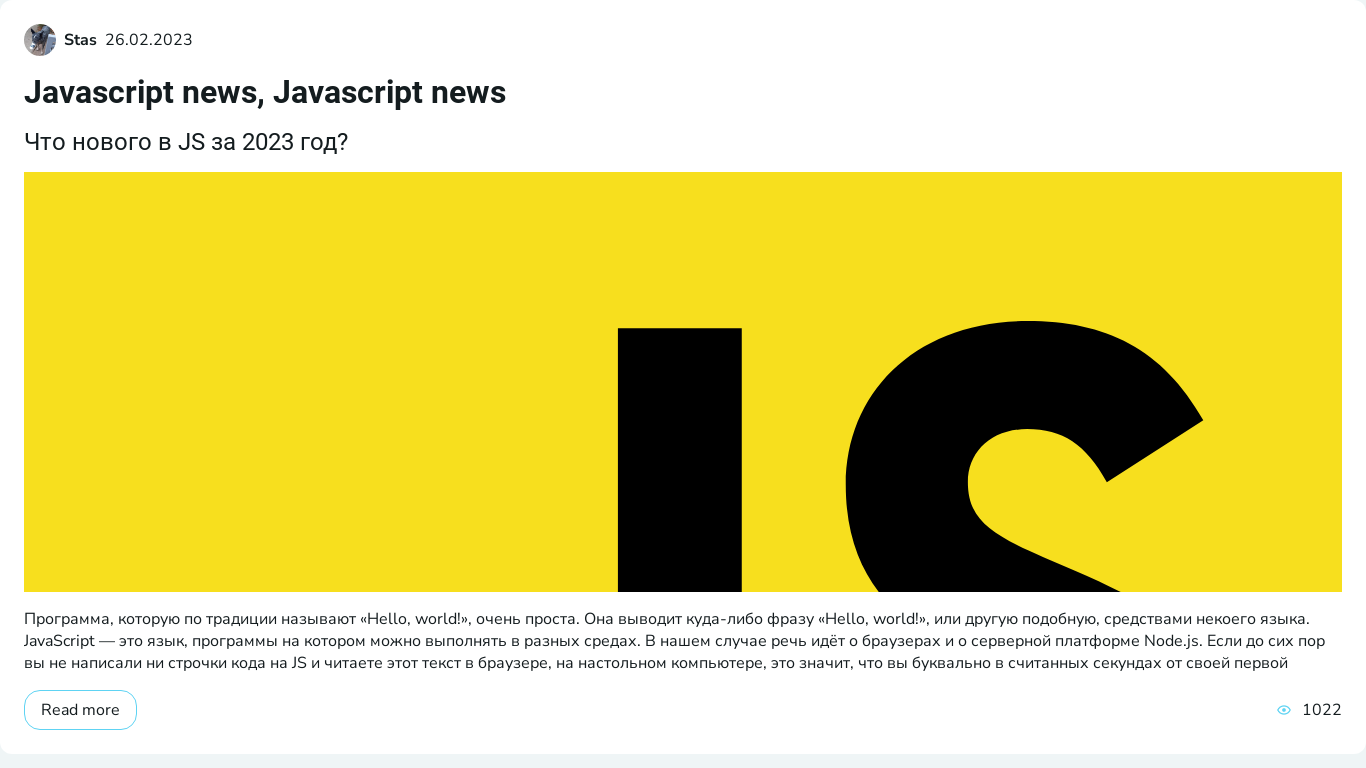 Stas 26.02.2023
Javascript news, Javascript news
Что нового в JS за 2023 год?
JS
Программа, которую по традиции называют «Hello, world!», очень проста. Она выводит куда-либо фразу «Hello, world!», или другую подобную, средствами некоего языка.
JavaScript — это язык, программы на котором можно выполнять в разных средах. В нашем случае речь идёт о браузерах и о серверной платформе Node.js. Если до сих пор
вы не написали ни строчки кода на JS и читаете этот текст в браузере, на настольном компьютере, это значит, что вы буквально в считанных секундах от своей первой
Read more 1022